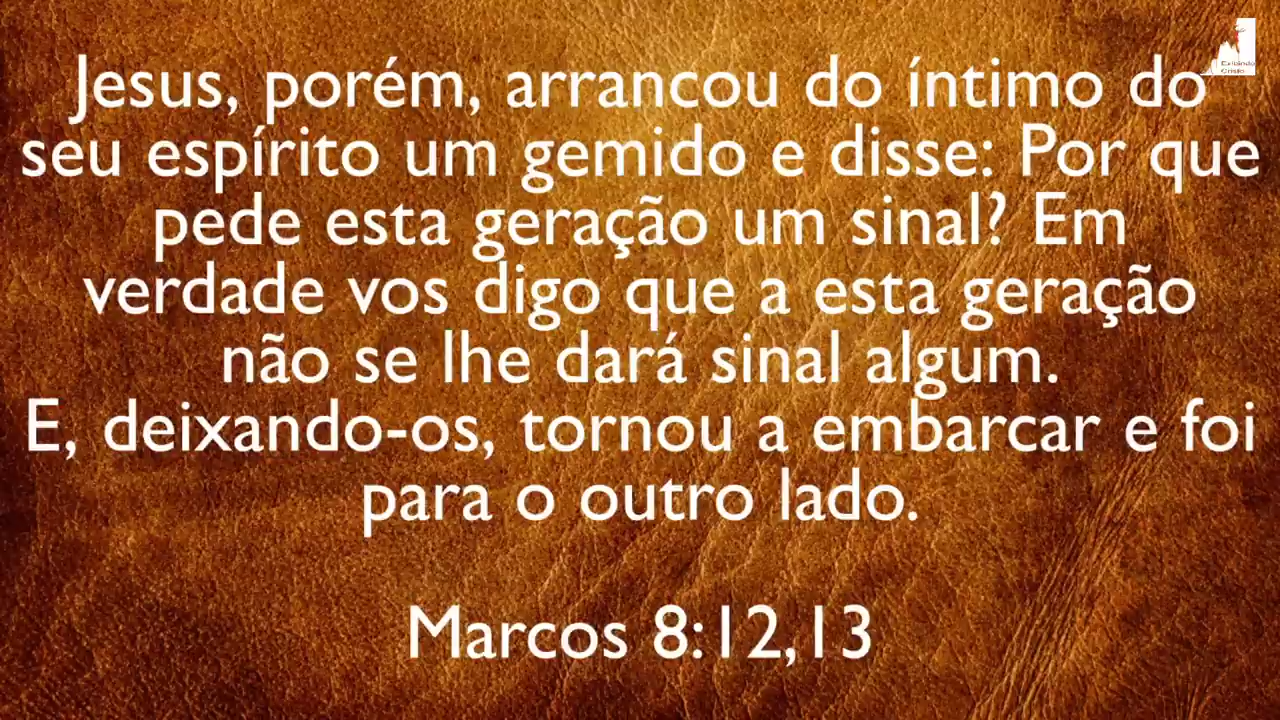 Jesus, porém, arrancou do íntimo do
seu espírito um gemido e disse: Por que
pede esta geração um sinal? Em
verdade vos digo que a esta geração
não se lhe dará sinal algum.
E, deixando-os, tornou a embarcar e foi
para o outro lado.
Marcos 8:12,13
Cristo